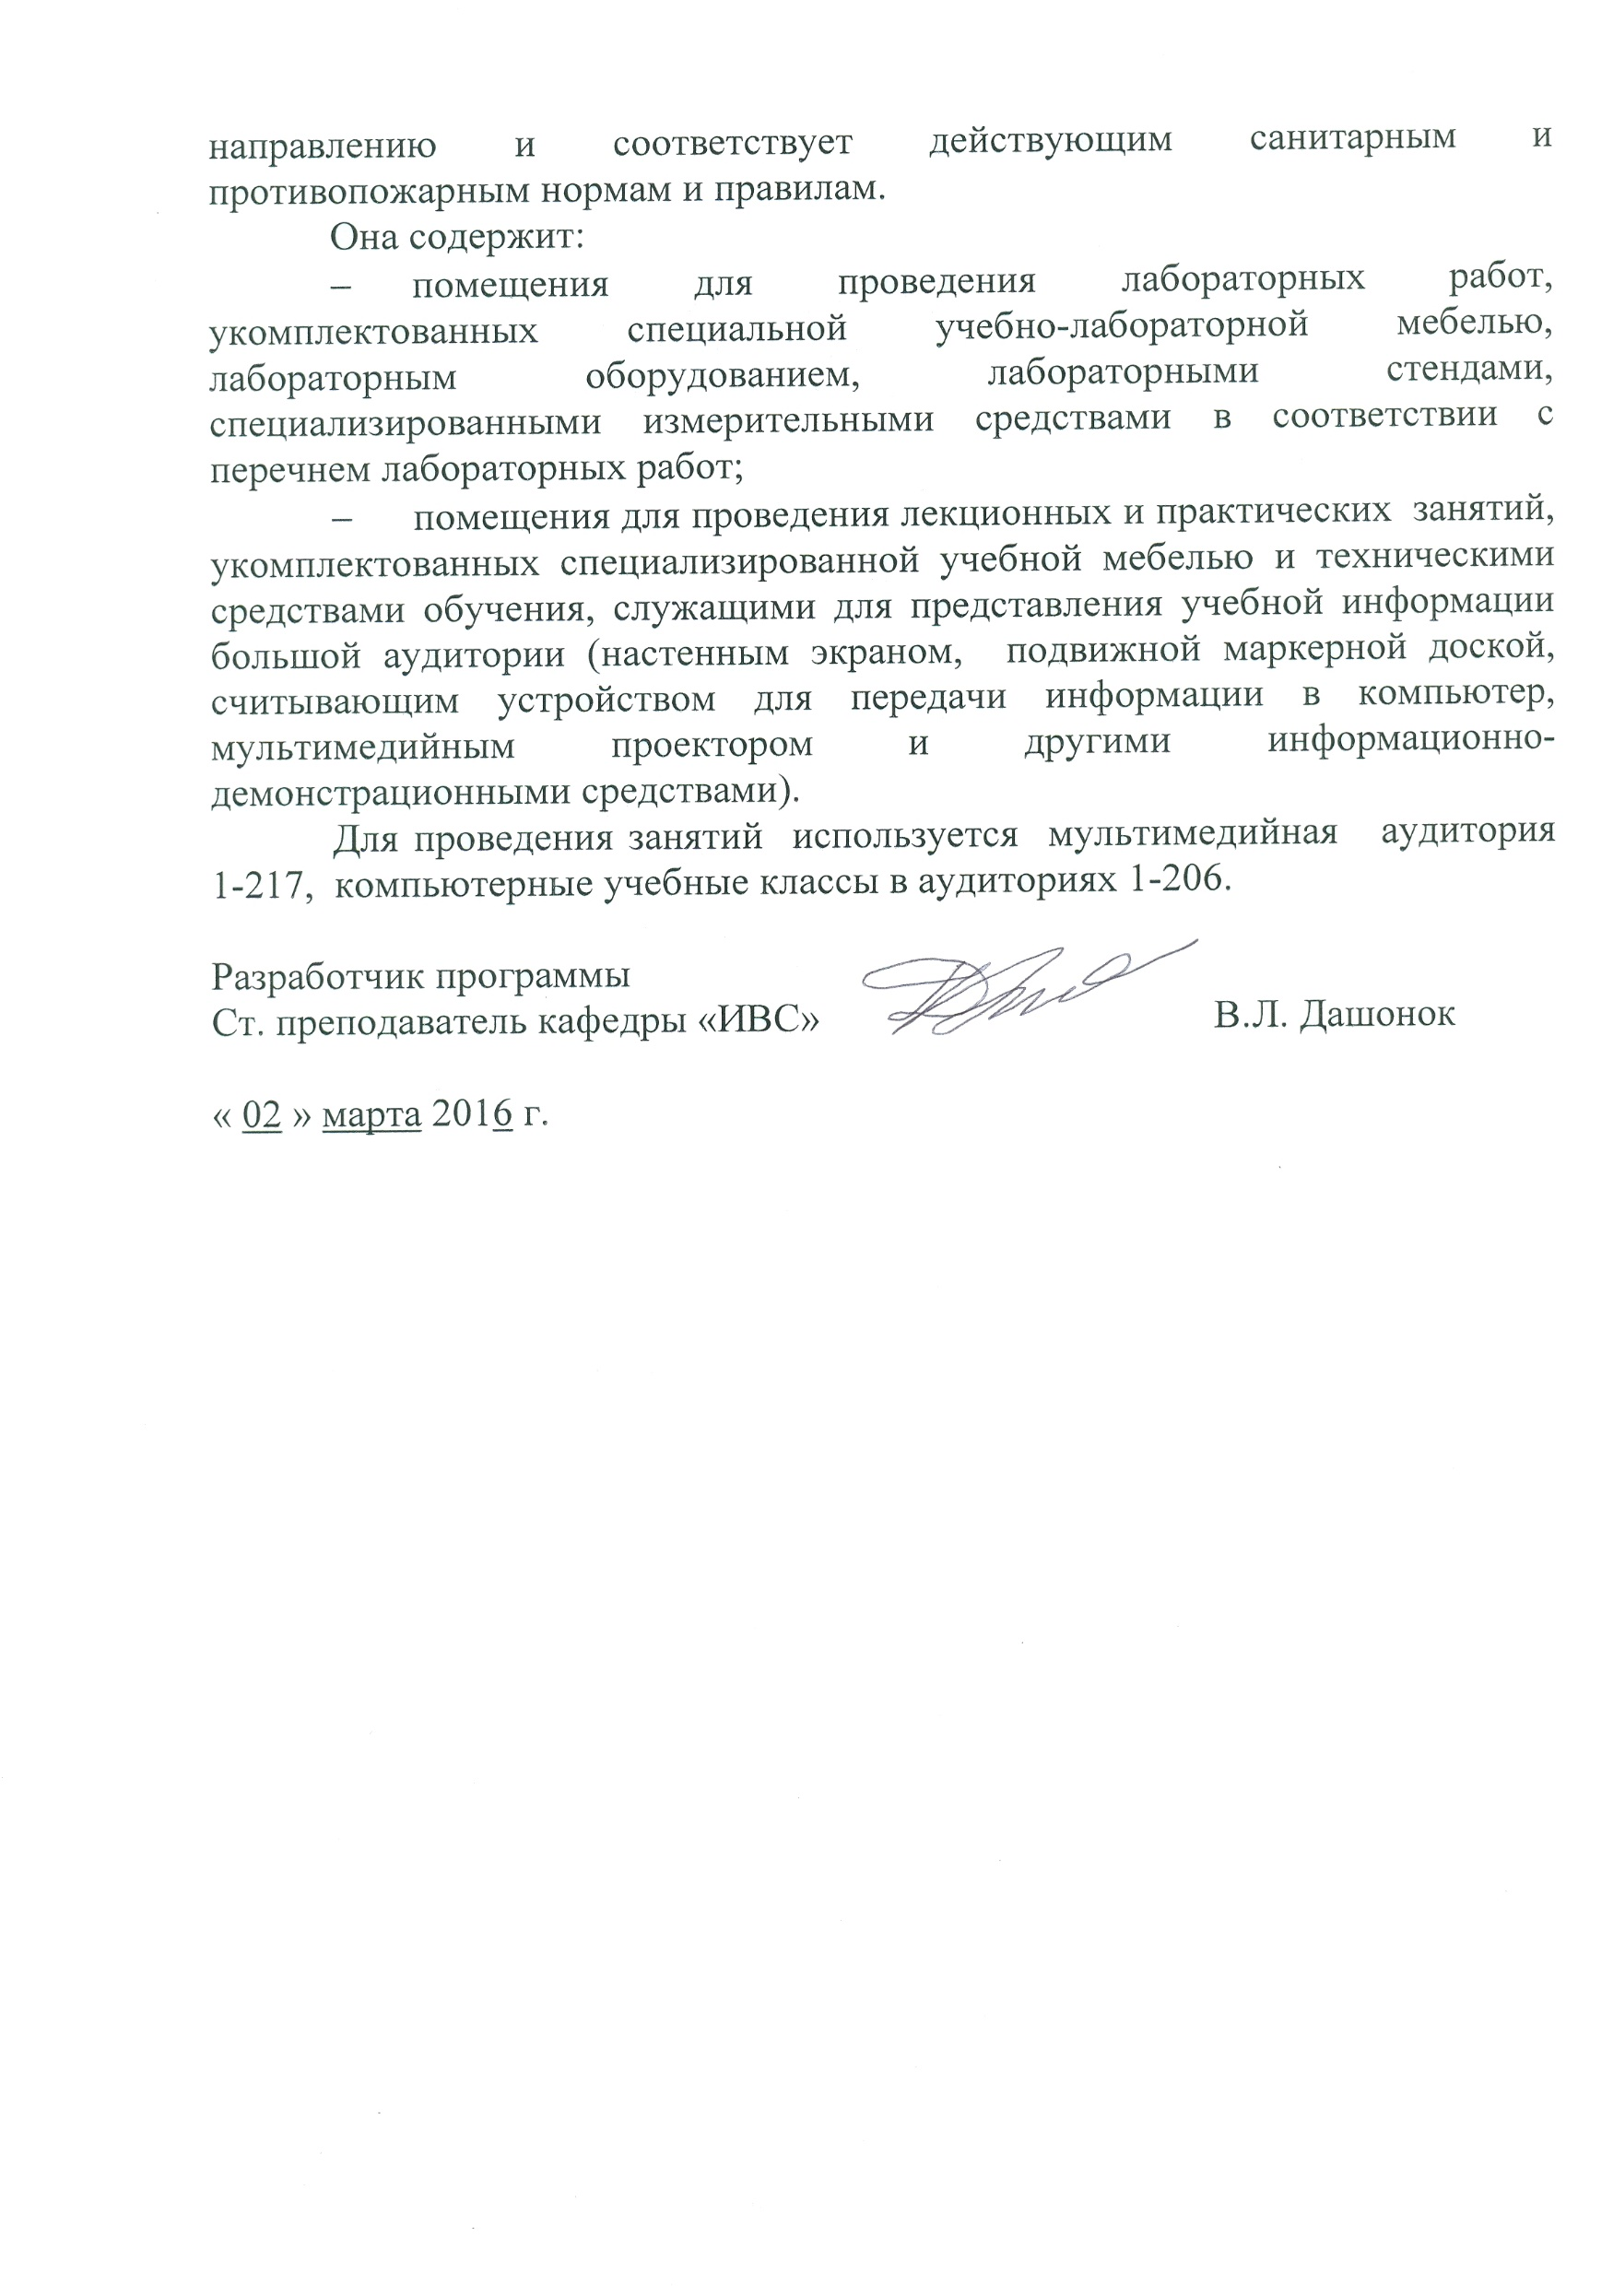 направлению и соответствует действующим санитарным и
противопожарным нормам и правилам.
Она содержит:
– помещения для проведения лабораторных работ,
укомплектованных специальной учебно-лабораторной мебелью,
лабораторным оборудованием, лабораторными стендами,
специализированными измерительными средствами в соответствии с
перечнем лабораторных работ;
– помещения для проведения лекционных и практических занятий,
укомплектованных специализированной учебной мебелью и техническими
средствами обучения, служащими для представления учебной информации
большой аудитории (настенным экраном, подвижной маркерной доской,
считывающим устройством для передачи информации в компьютер,
мультимедийным проектором и другими информационно-
демонстрационными средствами).
Для проведения занятий используется мультимедийная аудитория
1-217, компьютерные учебные классы в аудиториях 1-206.
Разработчик программы
Ст. преподаватель кафедры «ИВС» В.Л. Дашонок
« 02 » марта 2016 г.